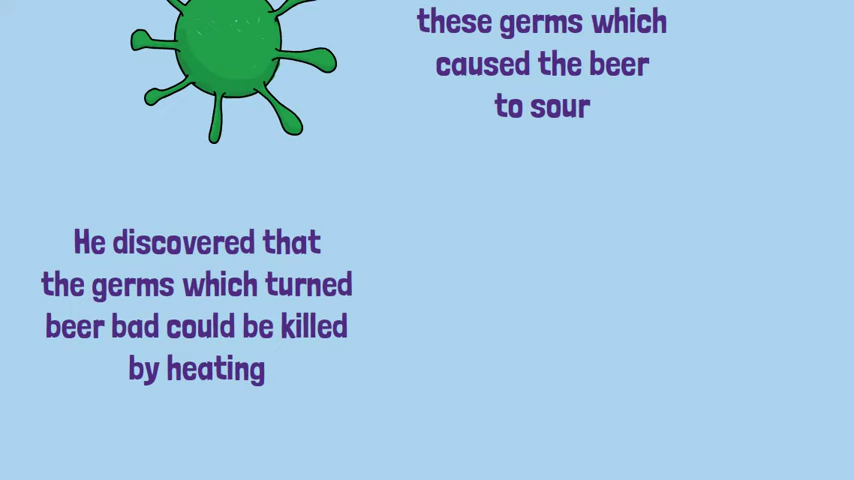 these germs which
caused the beer
to sour
He discovered that
the germs which turned
beer bad could be killed
by heating